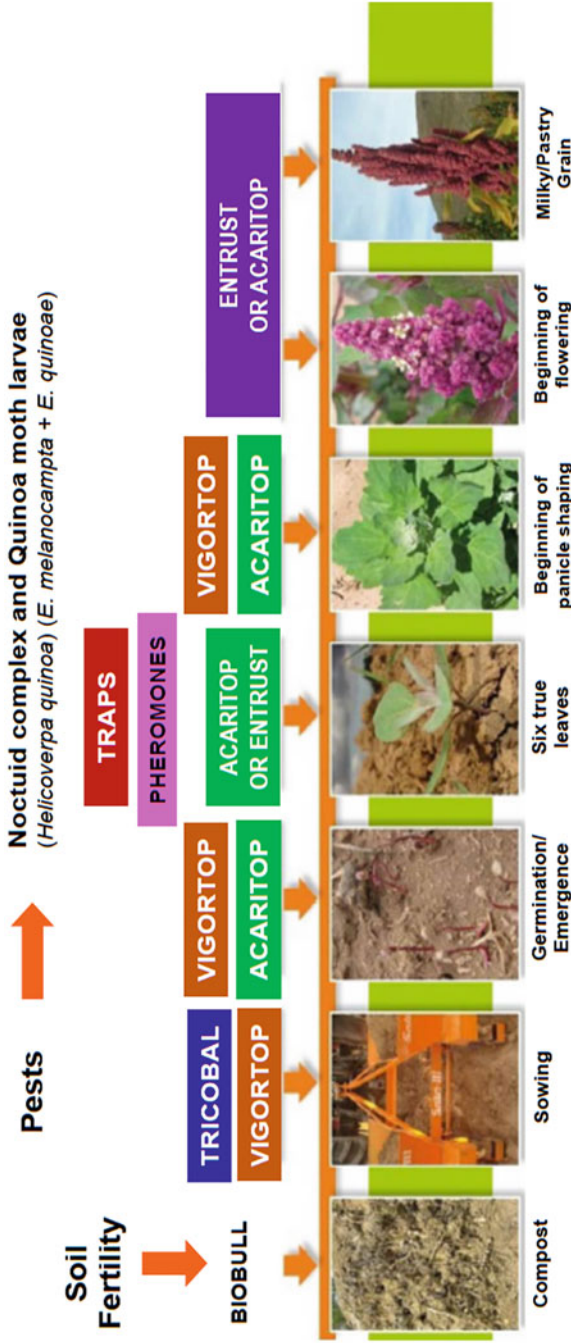 Pests
Noctuid complex and Quinoa moth larvae
(Helicoverpa quinoa) (E. melanocampta + E. quinoae)
Soil
Fertility
BIOBULL
TRICOBAL
VIGORTOP
VIGORTOP
ACARITOP
TRAPS
PHEROMONES
ACARITOP
OR ENTRUST
VIGORTOP
ACARITOP
ENTRUST
OR ACARITOP
Compost
Sowing
Germination/
Emergence
Six true
leaves
Beginning of
panicle shaping
Beginning of
flowering
Milky/Pastry
Grain